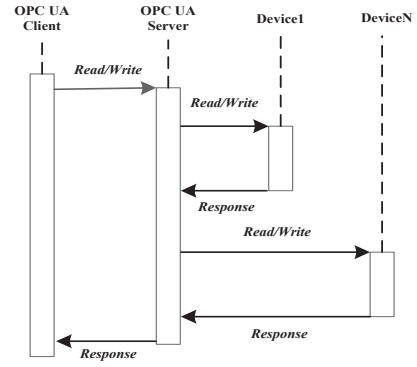 OPC UA
Client
OPC UA
Server
Device1
DeviceN
Read/Write
Read/Write
Response
Read/Write
Response
Response